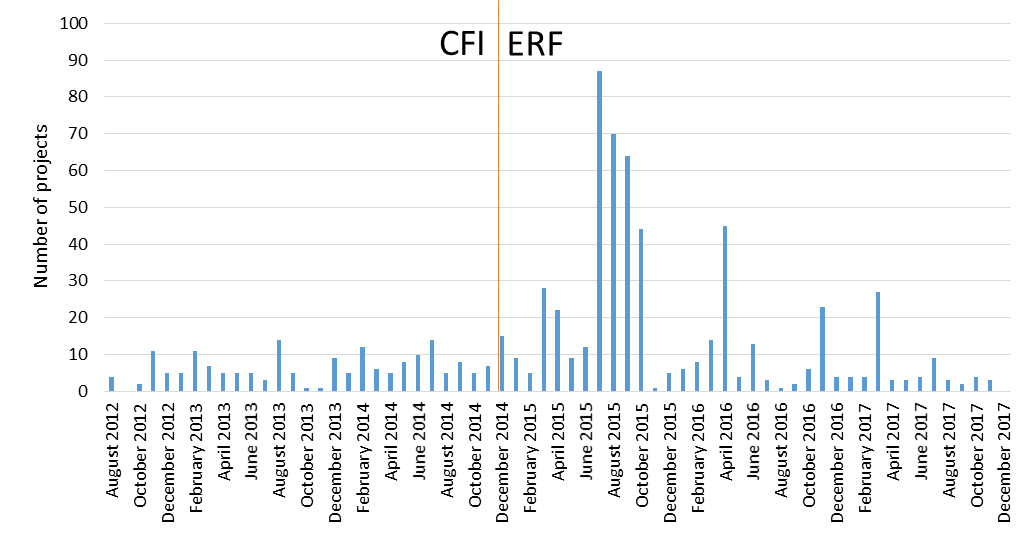 CFI ERF
Number of projects
100
90
80
70
60
50
40
30
20
10
0
August 2012
October 2012
December 2012
February 2013
April 2013
June 2013
August 2013
October 2013
December 2013
February 2014
April 2014
June 2014
August 2014
October 2014
December 2014
February 2015
April 2015
June 2015
August 2015
October 2015
December 2015
February 2016
April 2016
June 2016
August 2016
October 2016
December 2016
February 2017
April 2017
June 2017
August 2017
October 2017
December 2017